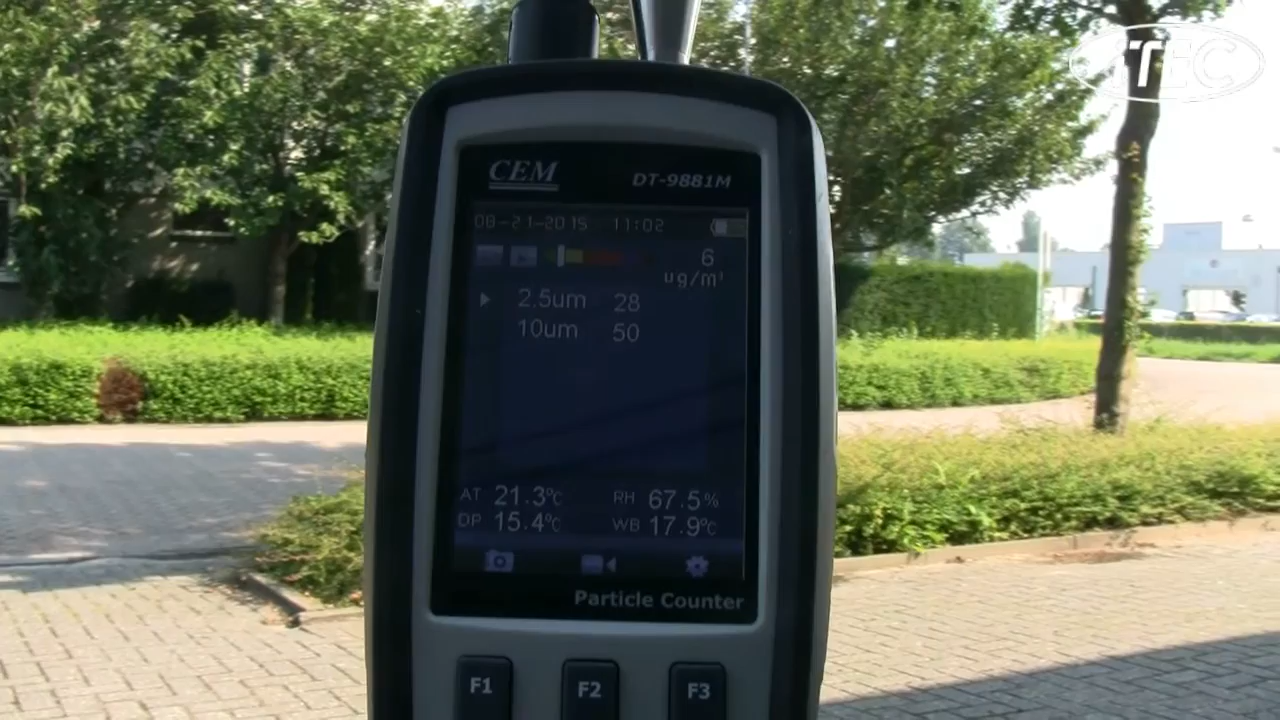 ITEC
CEM
DT-9881M
08-21-2015 11:02
6
ug/m³
2.5um 28
10um 50
AT 21.3℃ RH 67.5%
DP 15.4℃ WB 17.9℃
Particle Counter
F1 F2 F3